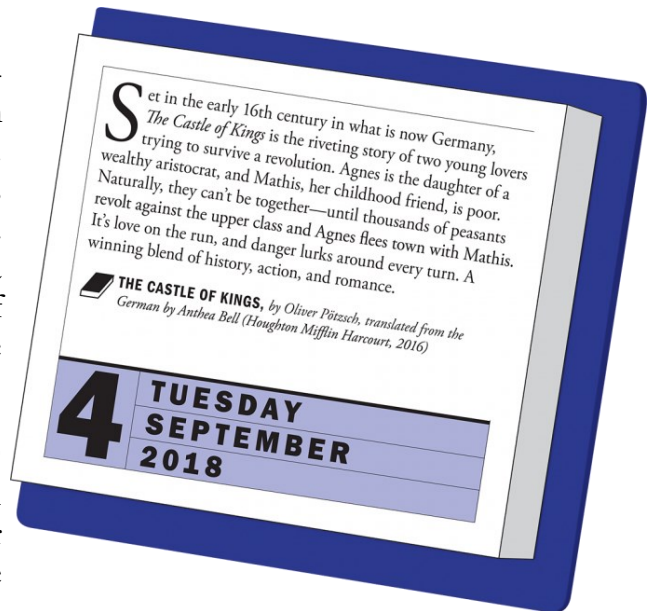 Set in the early 16th century in what is now Germany,
The Castle of Kings is the riveting story of two young lovers
trying to survive a revolution. Agnes is the daughter of a
wealthy aristocrat, and Mathis, her childhood friend, is poor.
Naturally, they can't be together—until thousands of peasants
revolt against the upper class and Agnes flees town with Mathis.
It's love on the run, and danger lurks around every turn. A
winning blend of history, action, and romance.
THE CASTLE OF KINGS, by Oliver Pötzsch, translated from the
German by Anthea Bell (Houghton Mifflin Harcourt, 2016)
4
TUESDAY
SEPTEMBER
2018